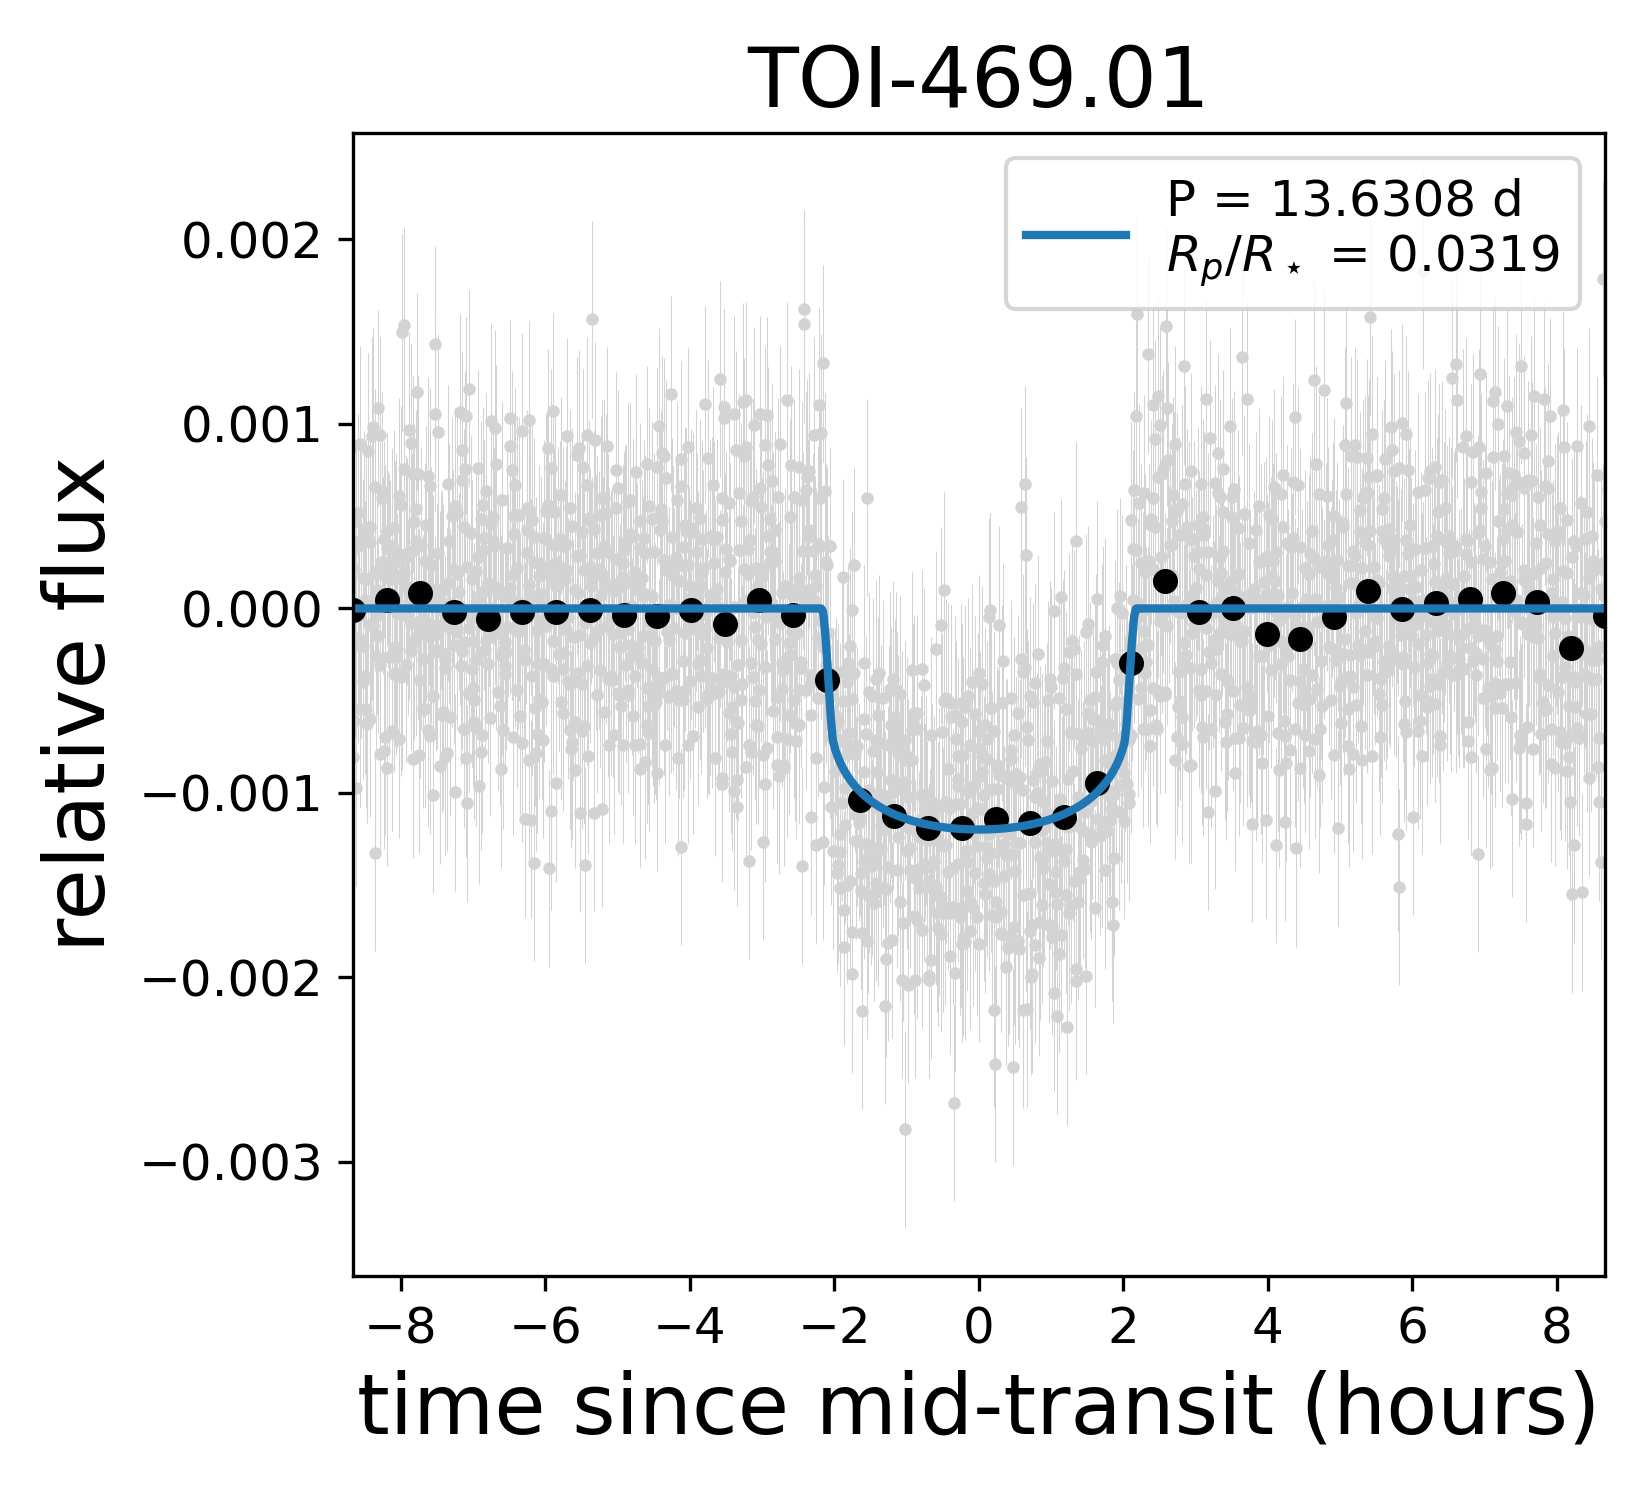 TOI-469.01
P = 13.6308 d
Rp/R⋆ = 0.0319
0.002
0.001
0.000
−0.001
−0.002
−0.003
relative flux
−8 −6 −4 −2 0 2 4 6 8
time since mid-transit (hours)